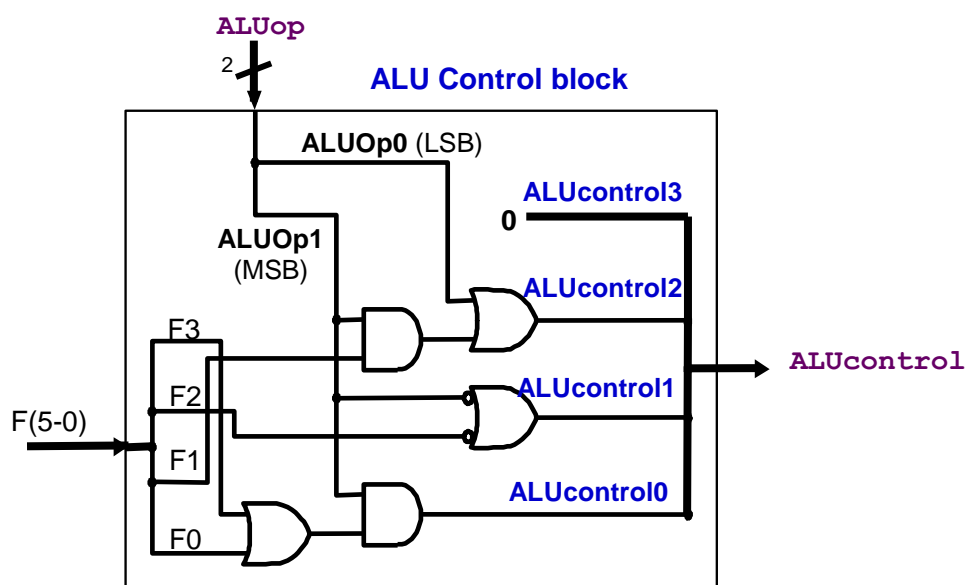 ALUop
2
ALU Control block
ALUOp0 (LSB)
ALUcontrol3
0
ALUOp1
(MSB)
ALUcontrol2
F3
ALUcontrol
ALUcontrol1
F2
F(5-0)
F1
ALUcontrol0
F0